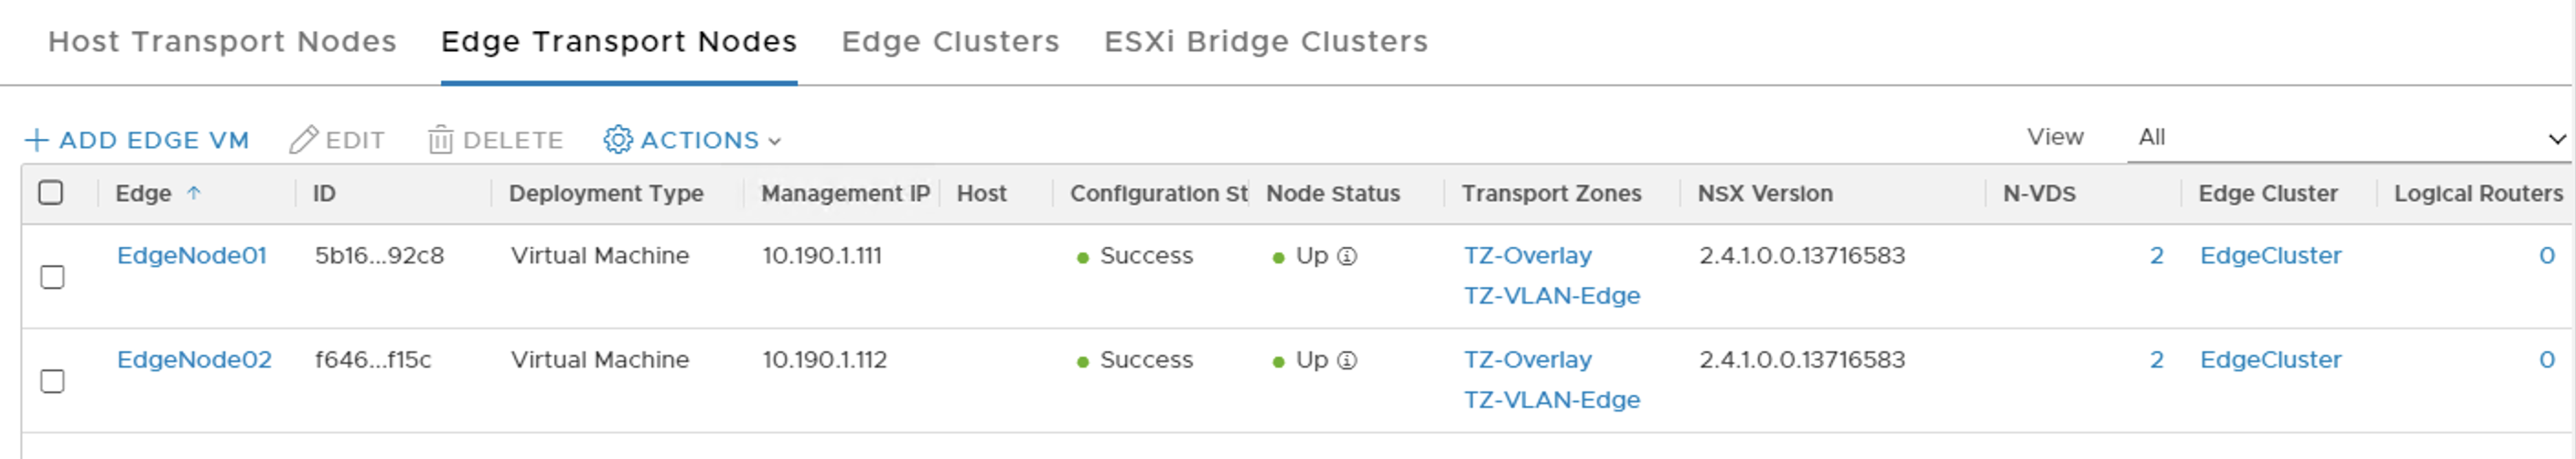 Host Transport Nodes Edge Transport Nodes Edge Clusters ESXi Bridge Clusters
+ ADD EDGE VM EDIT DELETE ACTIONS View All
Edge ↑ ID Deployment Type Management IP Host Configuration St Node Status Transport Zones NSX Version N-VDS Edge Cluster Logical Routers
EdgeNode01 5b16...92c8 Virtual Machine 10.190.1.111 Success Up TZ-Overlay 2.4.1.0.0.13716583 2 EdgeCluster 0
TZ-VLAN-Edge
EdgeNode02 f646...f15c Virtual Machine 10.190.1.112 Success Up TZ-Overlay 2.4.1.0.0.13716583 2 EdgeCluster 0
TZ-VLAN-Edge